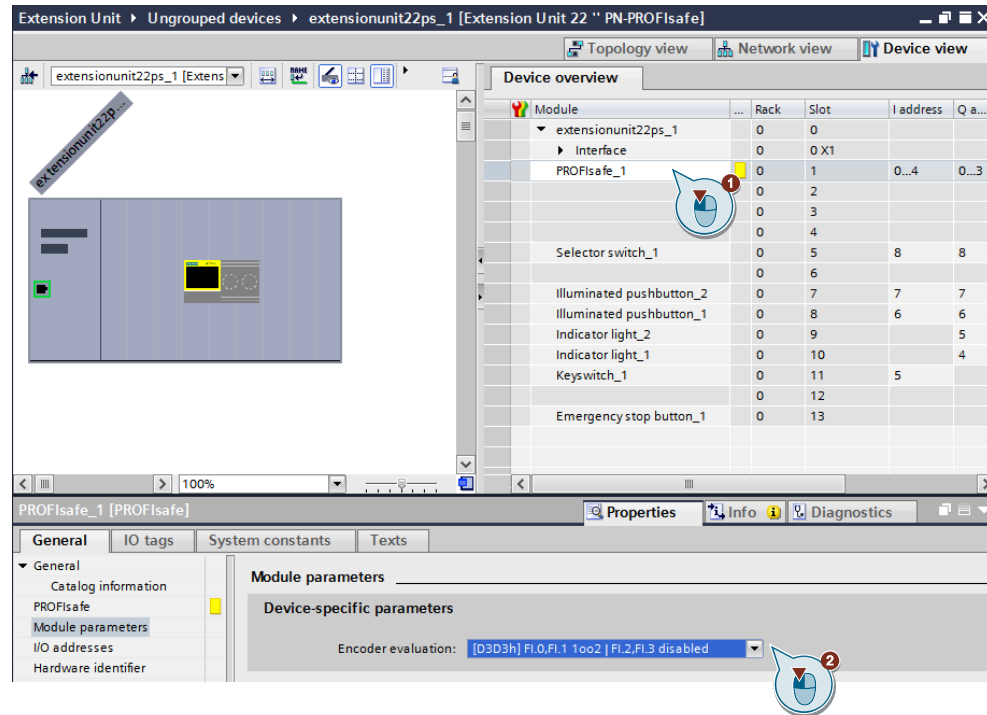 Extension Unit ▸ Ungrouped devices ▸ extensionunit22ps_1 [Extension Unit 22 '' PN-PROFIsafe]
Topology view Network view Device view
extensionunit22ps_1 [Extens
Device overview
Module ... Rack Slot I address Q a...
extensionunit22ps_1 0 0
Interface 0 0 X1
PROFIsafe_1 0 1 0...4 0...3
0 2
0 3
0 4
Selector switch_1 0 5 8 8
0 6
Illuminated pushbutton_2 0 7 7 7
Illuminated pushbutton_1 0 8 6 6
Indicator light_2 0 9 5
Indicator light_1 0 10 4
Keyswitch_1 0 11 5
0 12
Emergency stop button_1 0 13
extensionunit22p...
1
100%
PROFIsafe_1 [PROFIsafe]
Properties Info Diagnostics
General IO tags System constants Texts
General
Catalog information
PROFIsafe
Module parameters
I/O addresses
Hardware identifier
Module parameters
Device-specific parameters
Encoder evaluation: [D3D3h] FI.0,FI.1 1oo2 | FI.2,FI.3 disabled
2